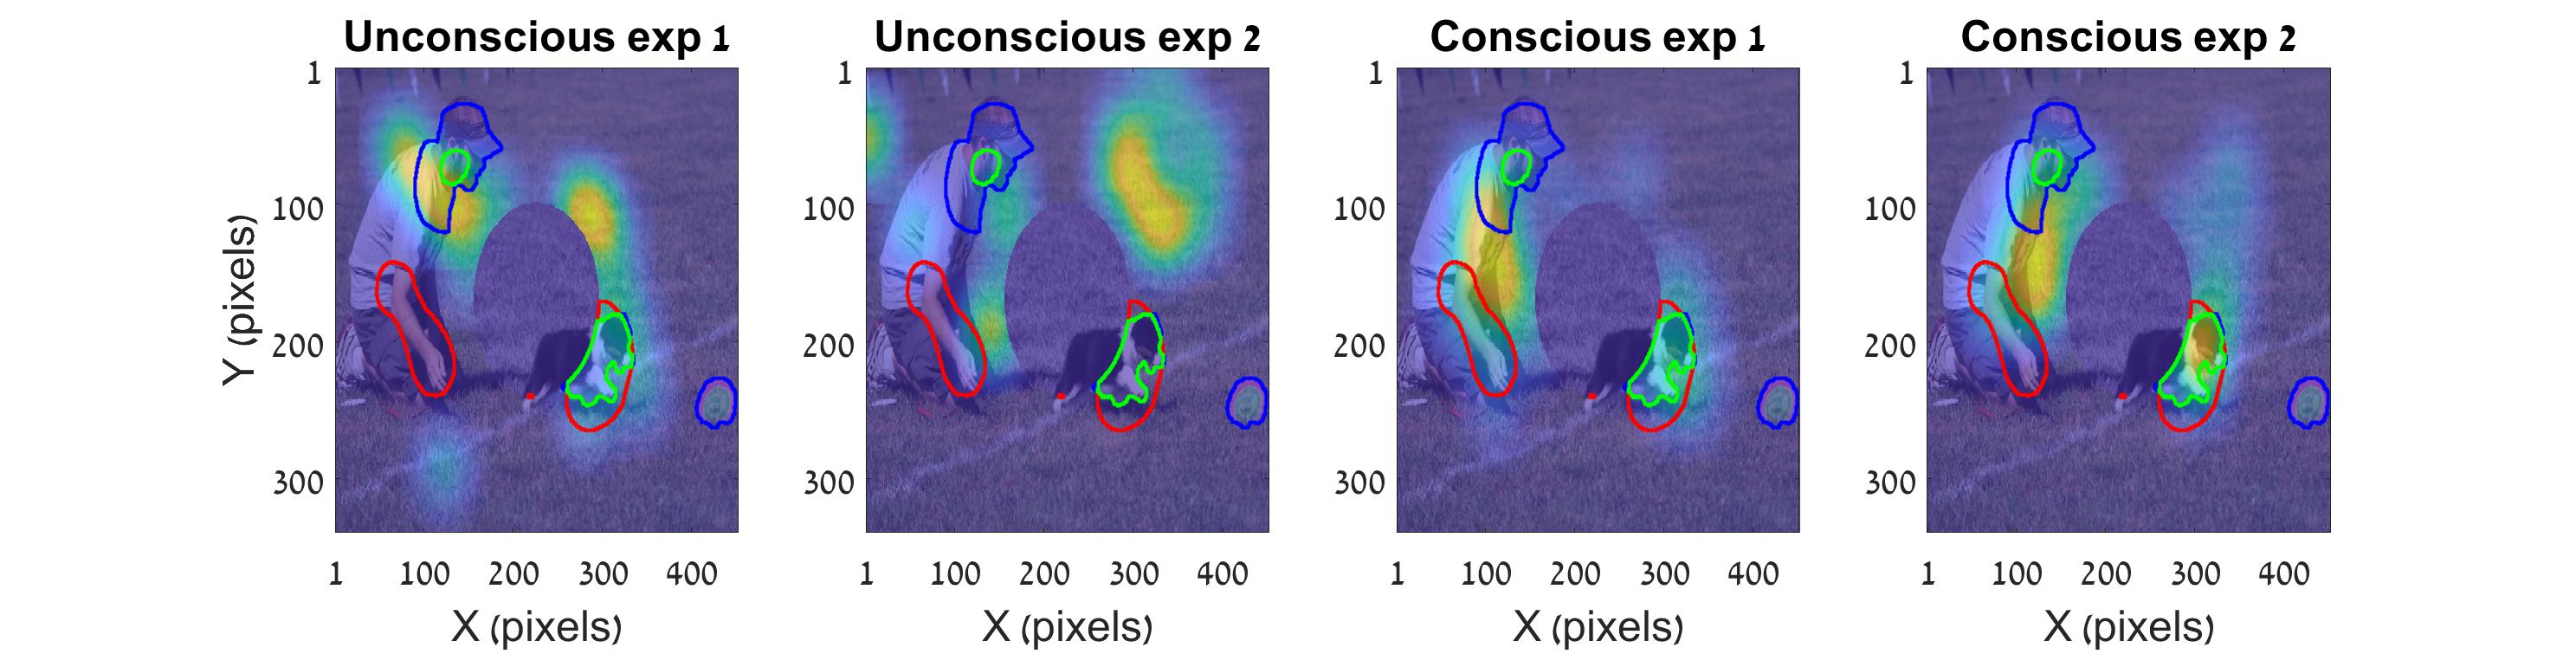 Unconscious exp 1 Unconscious exp 2 Conscious exp 1 Conscious exp 2
1 1 1 1
100 100 100 100
Y (pixels)
200 200 200 200
300 300 300 300
1 100 200 300 400 1 100 200 300 400 1 100 200 300 400 1 100 200 300 400
X (pixels) X (pixels) X (pixels) X (pixels)